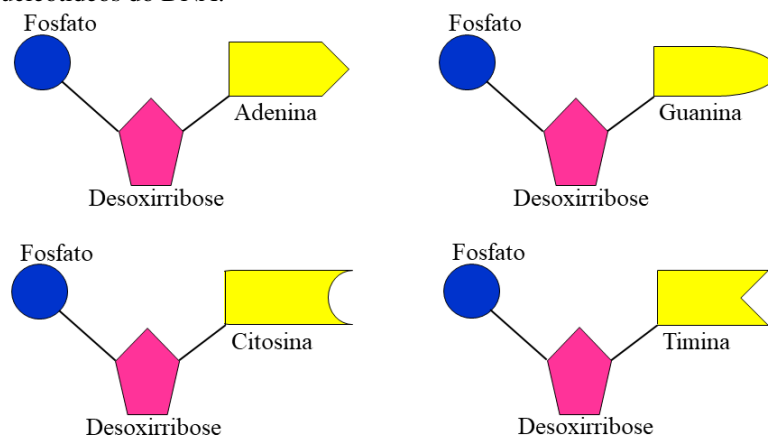 Fosfato
Adenina
Desoxirribose
Fosfato
Guanina
Desoxirribose
Fosfato
Citosina
Desoxirribose
Fosfato
Timina
Desoxirribose